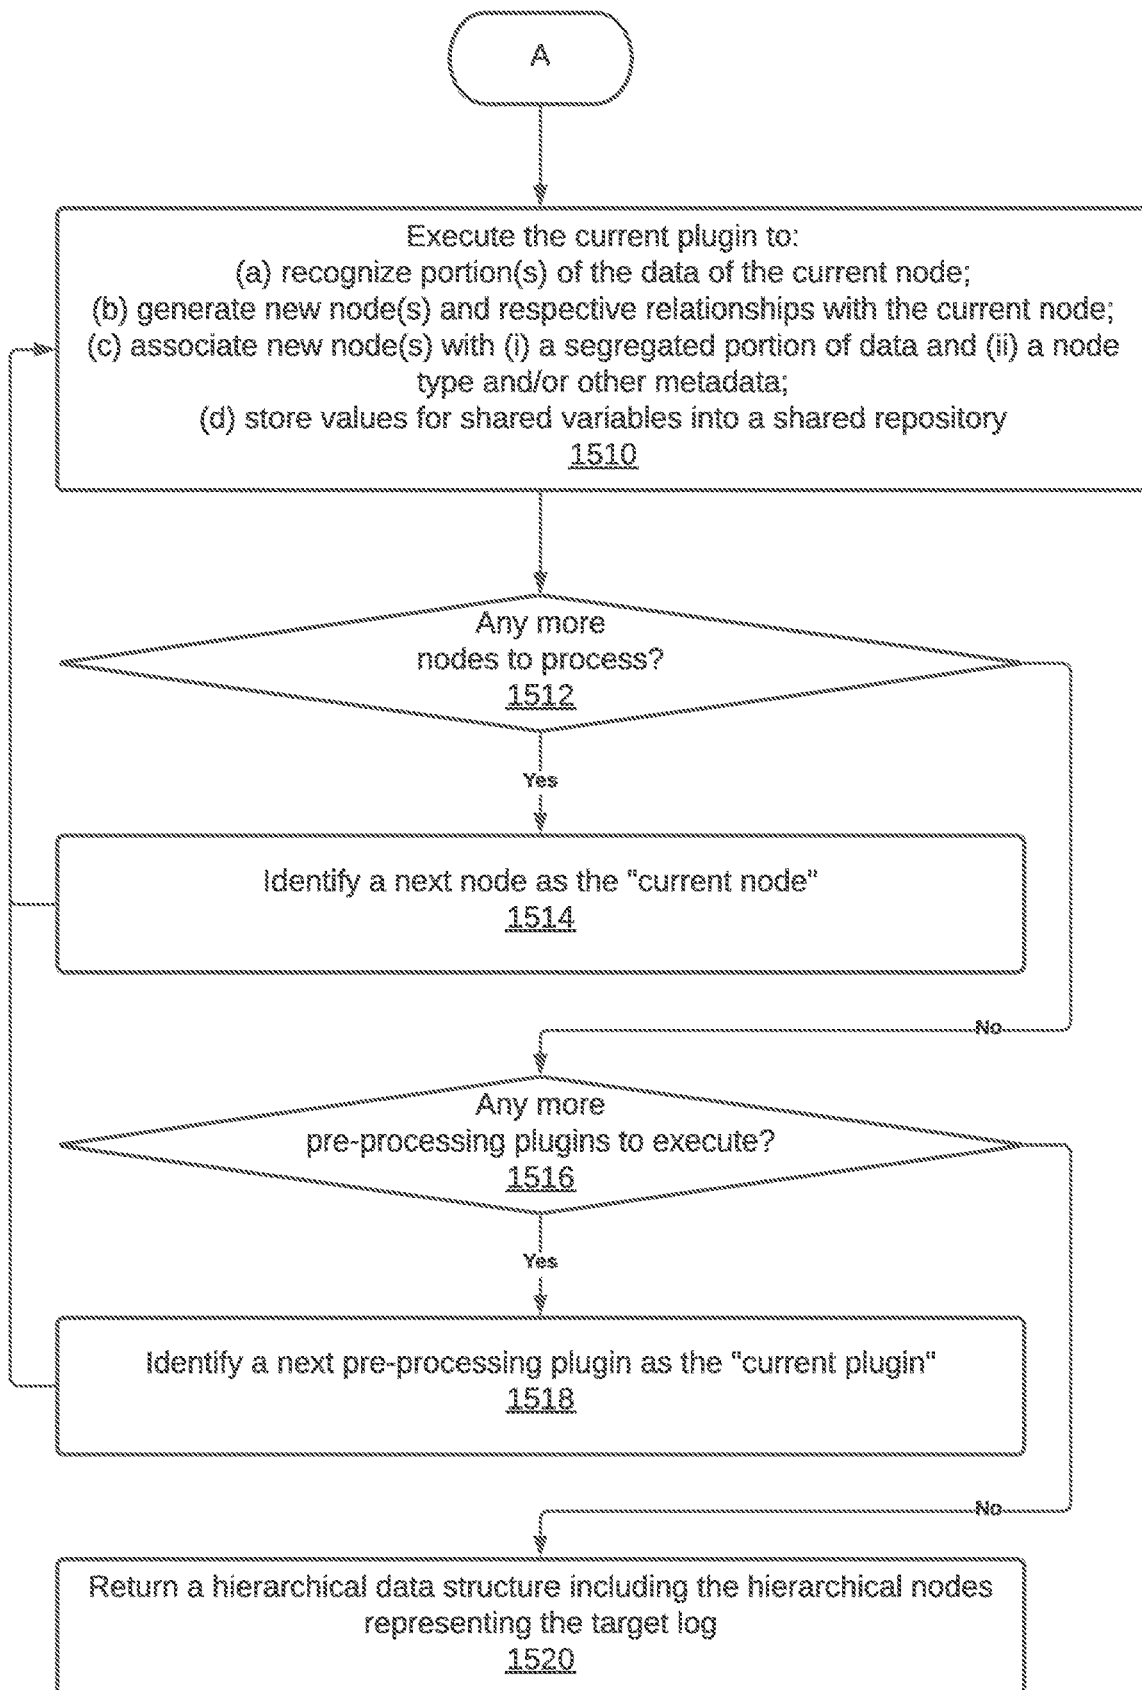 A
Execute the current plugin to:
(a) recognize portion(s) of the data of the current node;
(b) generate new node(s) and respective relationships with the current node;
(c) associate new node(s) with (i) a segregated portion of data and (ii) a node
type and/or other metadata;
(d) store values for shared variables into a shared repository
1510
Any more
nodes to process?
1512
Yes
Identify a next node as the "current node"
1514
No
Any more
pre-processing plugins to execute?
1516
Yes
Identify a next pre-processing plugin as the "current plugin"
1518
No
Return a hierarchical data structure including the hierarchical nodes
representing the target log
1520